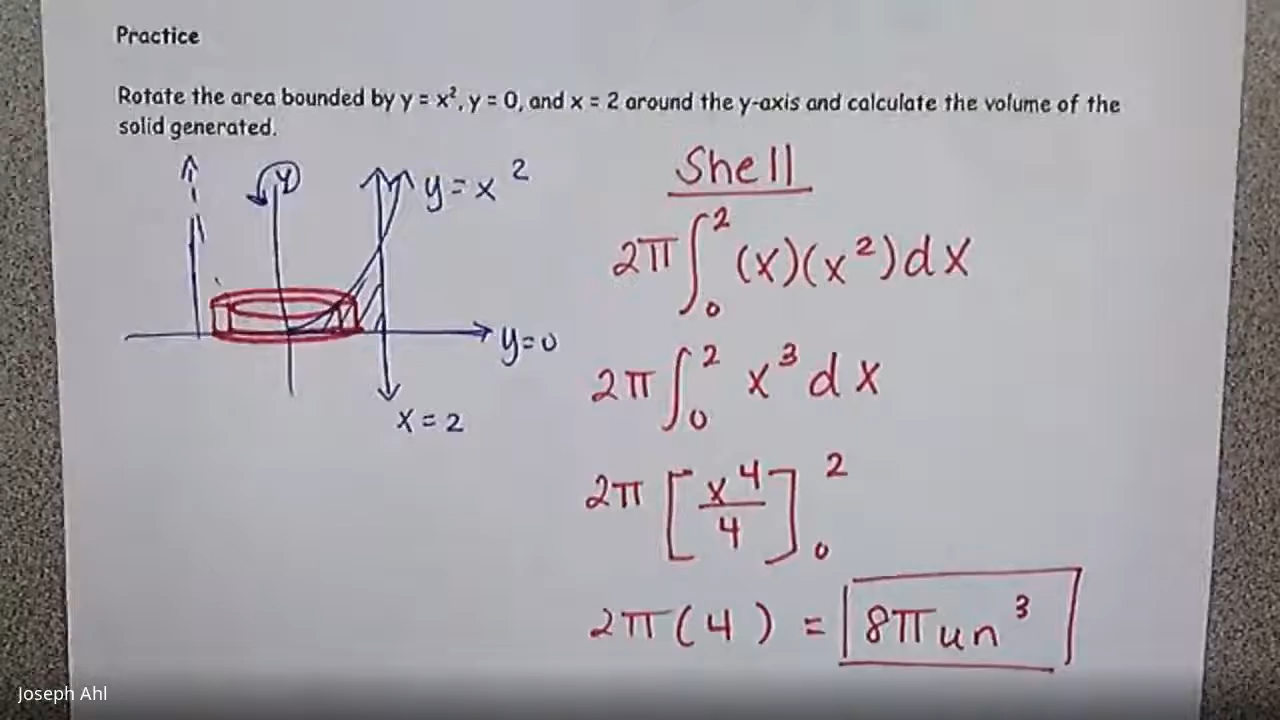 Practice
Rotate the area bounded by y = x², y = 0, and x = 2 around the y-axis and calculate the volume of the
solid generated.
y
y = x²
y=0
x = 2
Shell
2π∫₀² (x)(x²)dx
2π∫₀² x³ dx
2π [x⁴/4]₀²
2π(4) = 8π un³
Joseph Ahl